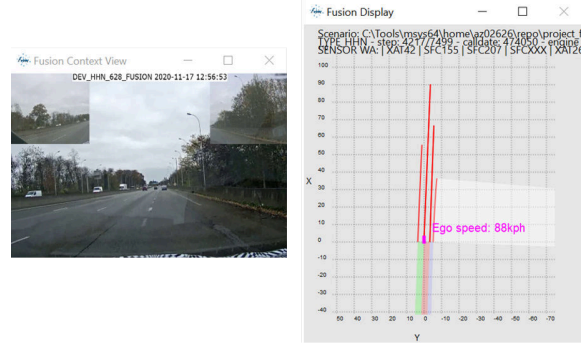 Fusion Context View
DEV_HHN_628_FUSION 2020-11-17 12:56:53
Fusion Display
Scenario: C:\Tools\msys64\home\az02626\repo\project_f
TYPE HHN - step: 4217/7499 - calldate: 474050 - engine
SENSOR WA: | XAT42 | SFC155 | SFC207 | SFCXXX | XAT26
100
90
80
70
60
50
40
30
20
10
0
-10
-20
-30
-40
X
Ego speed: 88kph
50 40 30 20 10 0 -10 -20 -30 -40 -50 -60 -70
Y